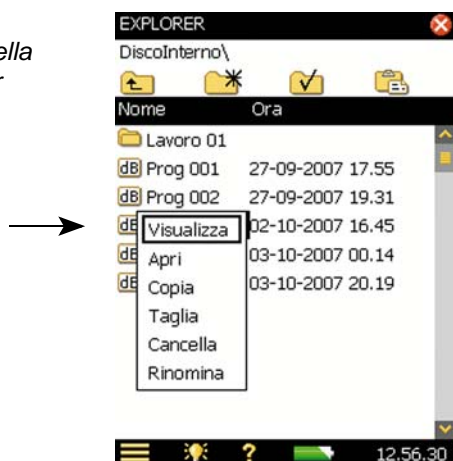 ella
EXPLORER
DiscoInterno\
Nome Ora
Lavoro 01
dB Prog 001 27-09-2007 17.55
dB Prog 002 27-09-2007 19.31
Visualizza 02-10-2007 16.45
Apri 03-10-2007 00.14
Copia 03-10-2007 20.19
Taglia
Cancella
Rinomina
? 12.56.30